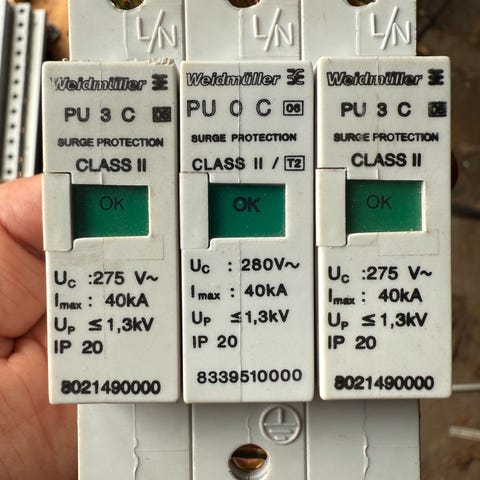 L/N L/N L/N
Weidmüller
PU 3 C
SURGE PROTECTION
CLASS II
OK
Uc :275 V~
Imax : 40kA
Up ≤1,3kV
IP 20
8021490000
Weidmüller
PU 0 C 06
SURGE PROTECTION
CLASS II / T2
OK
Uc : 280V~
Imax : 40kA
Up ≤1,3kV
IP 20
8339510000
Weidmüller
PU 3 C
SURGE PROTECTION
CLASS II
OK
Uc :275 V~
Imax : 40kA
Up ≤1,3kV
IP 20
8021490000